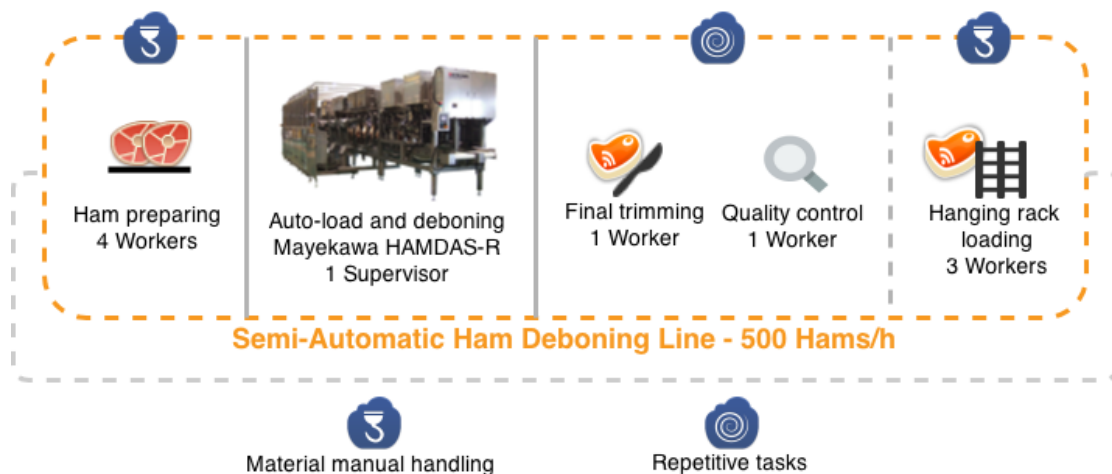 Ham preparing
4 Workers
Auto-load and deboning
Mayekawa HAMDAS-R
1 Supervisor
Final trimming
1 Worker
Quality control
1 Worker
Hanging rack
loading
3 Workers
Semi-Automatic Ham Deboning Line - 500 Hams/h
Material manual handling
Repetitive tasks